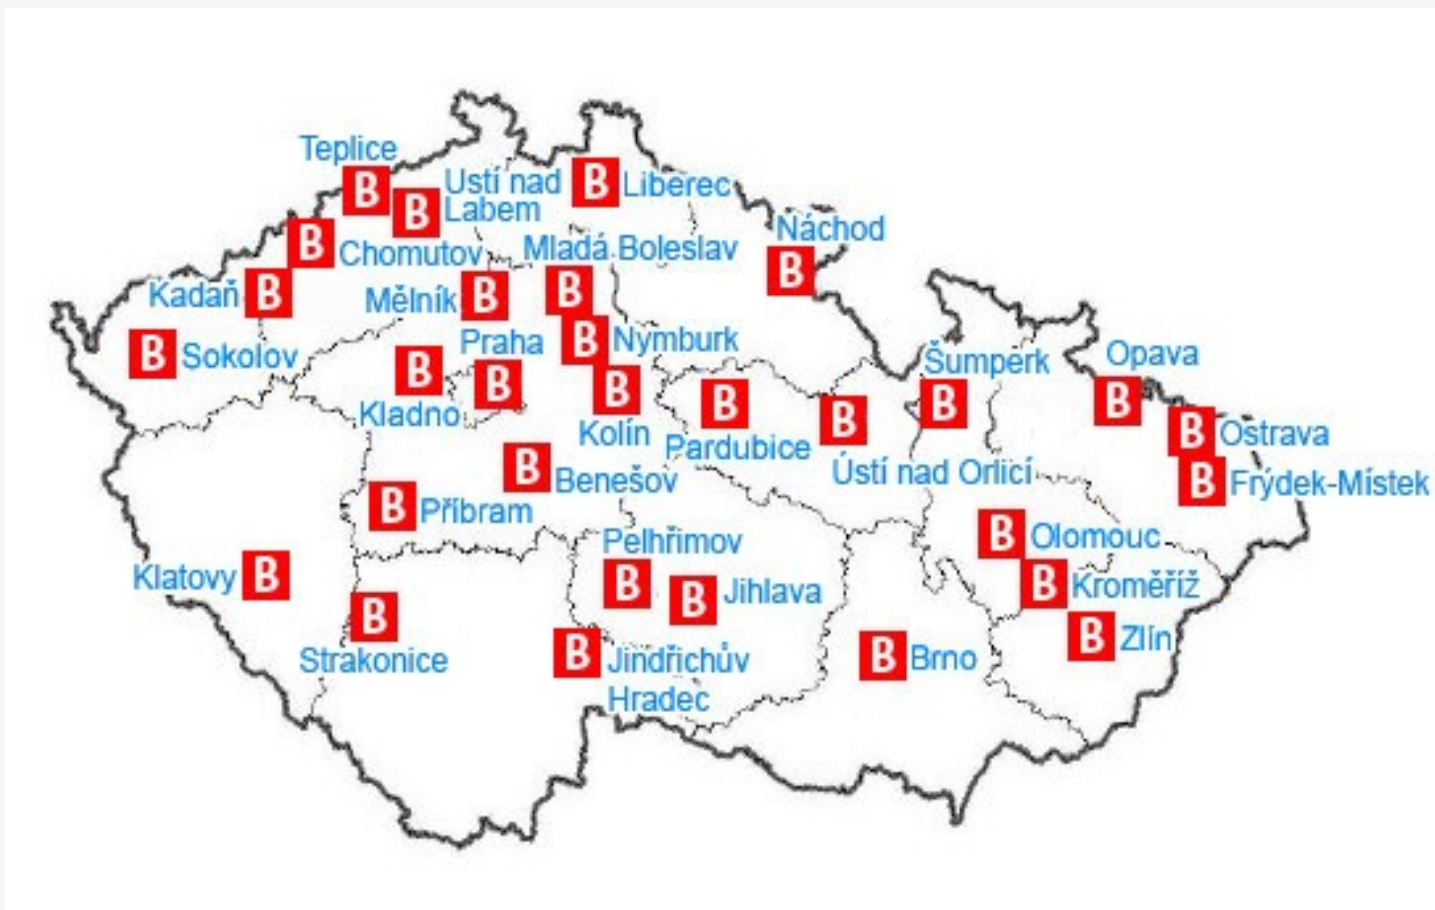 Teplice
B
B
Ustí nad
Labem
B
Liberec
B
Chomutov
Mladá Boleslav
Náchod
B
Kadaň
B
Mělník
B
B
B
Sokolov
Praha
B
B
Nymburk
B
Kladno
B
Kolín
B
Pardubice
B
Ústí nad Orlicí
Šumperk
B
Opava
B
B
Ostrava
B
Frýdek-Místek
B
Benešov
B
Příbram
B
Olomouc
Klatovy
B
Pelhřimov
B
B
Jihlava
B
Kroměříž
B
Strakonice
B
Jindřichův
Hradec
B
Brno
B
Zlín